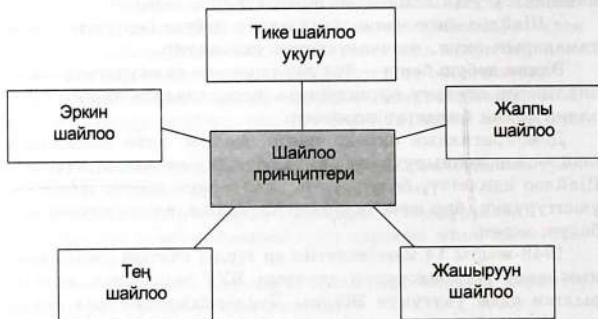 Тике шайлоо
укугу
Эркин
шайлоо
Жалпы
шайлоо
Шайлоо
принциптери
Тең
шайлоо
Жашыруун
шайлоо